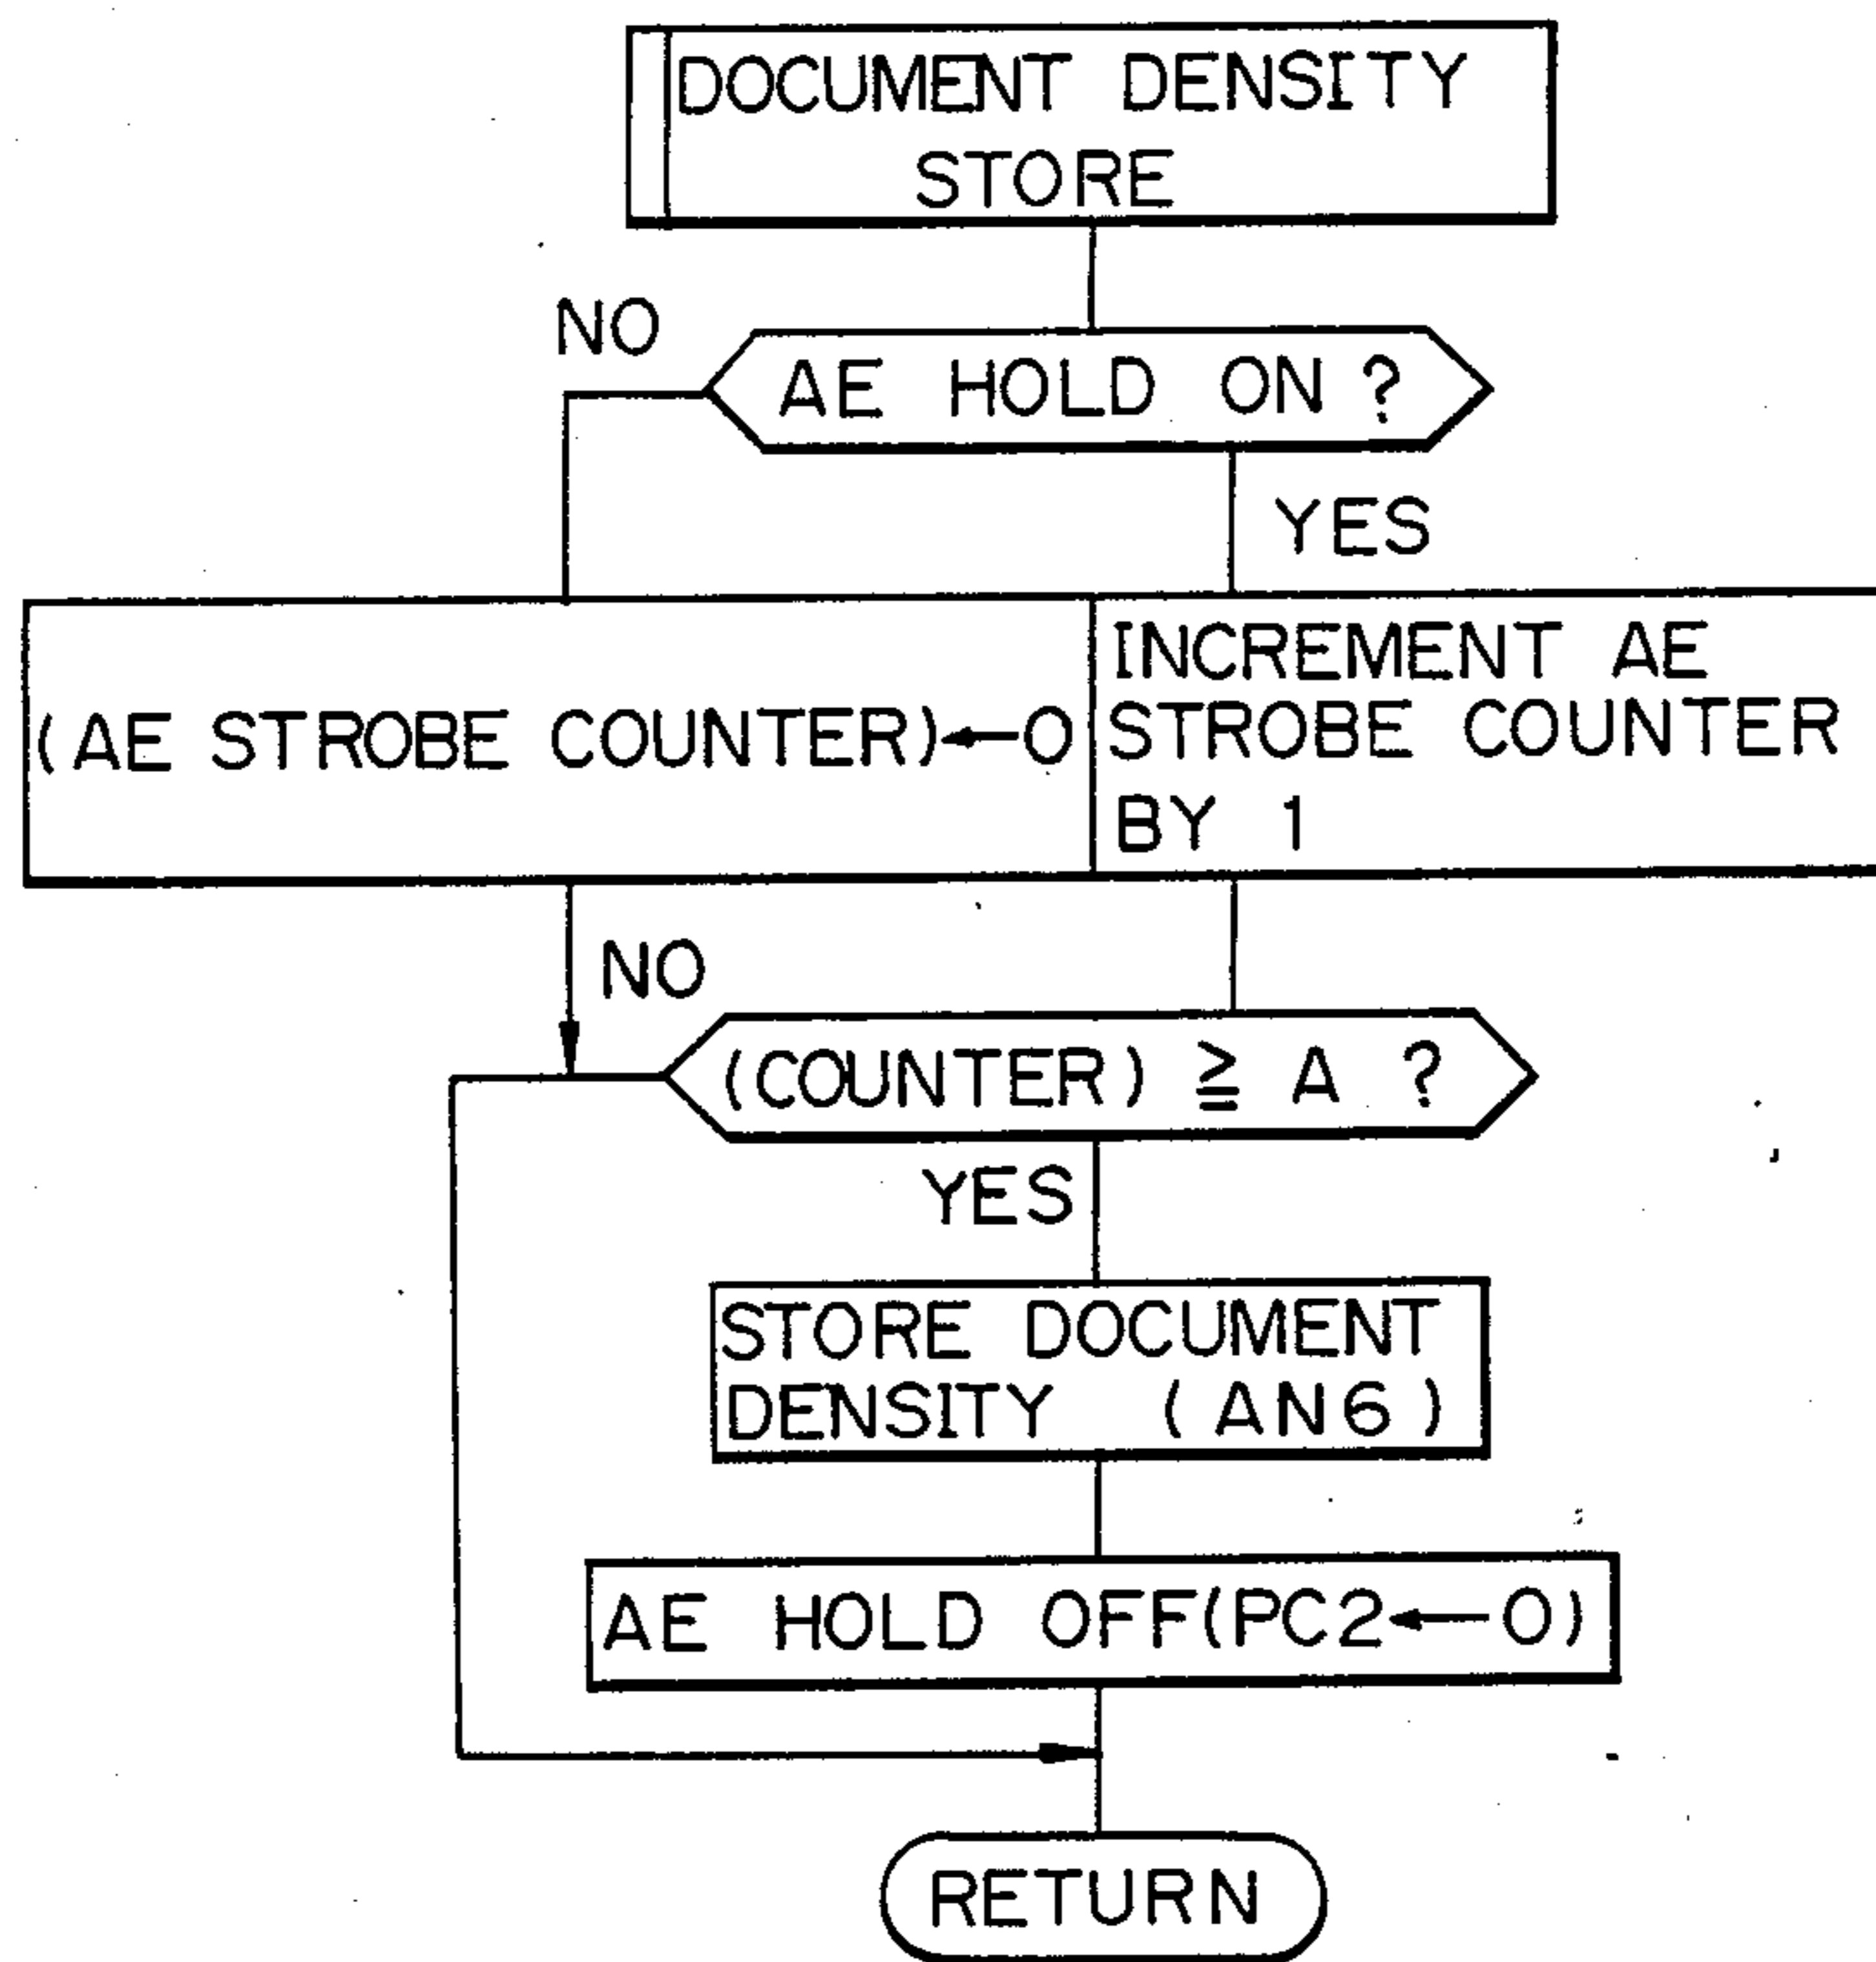 DOCUMENT DENSITY
STORE
NO
AE HOLD ON ?
YES
(AE STROBE COUNTER)←0
INCREMENT AE
STROBE COUNTER
BY 1
NO
(COUNTER) ≧ A ?
YES
STORE DOCUMENT
DENSITY (AN6)
AE HOLD OFF(PC2←0)
RETURN